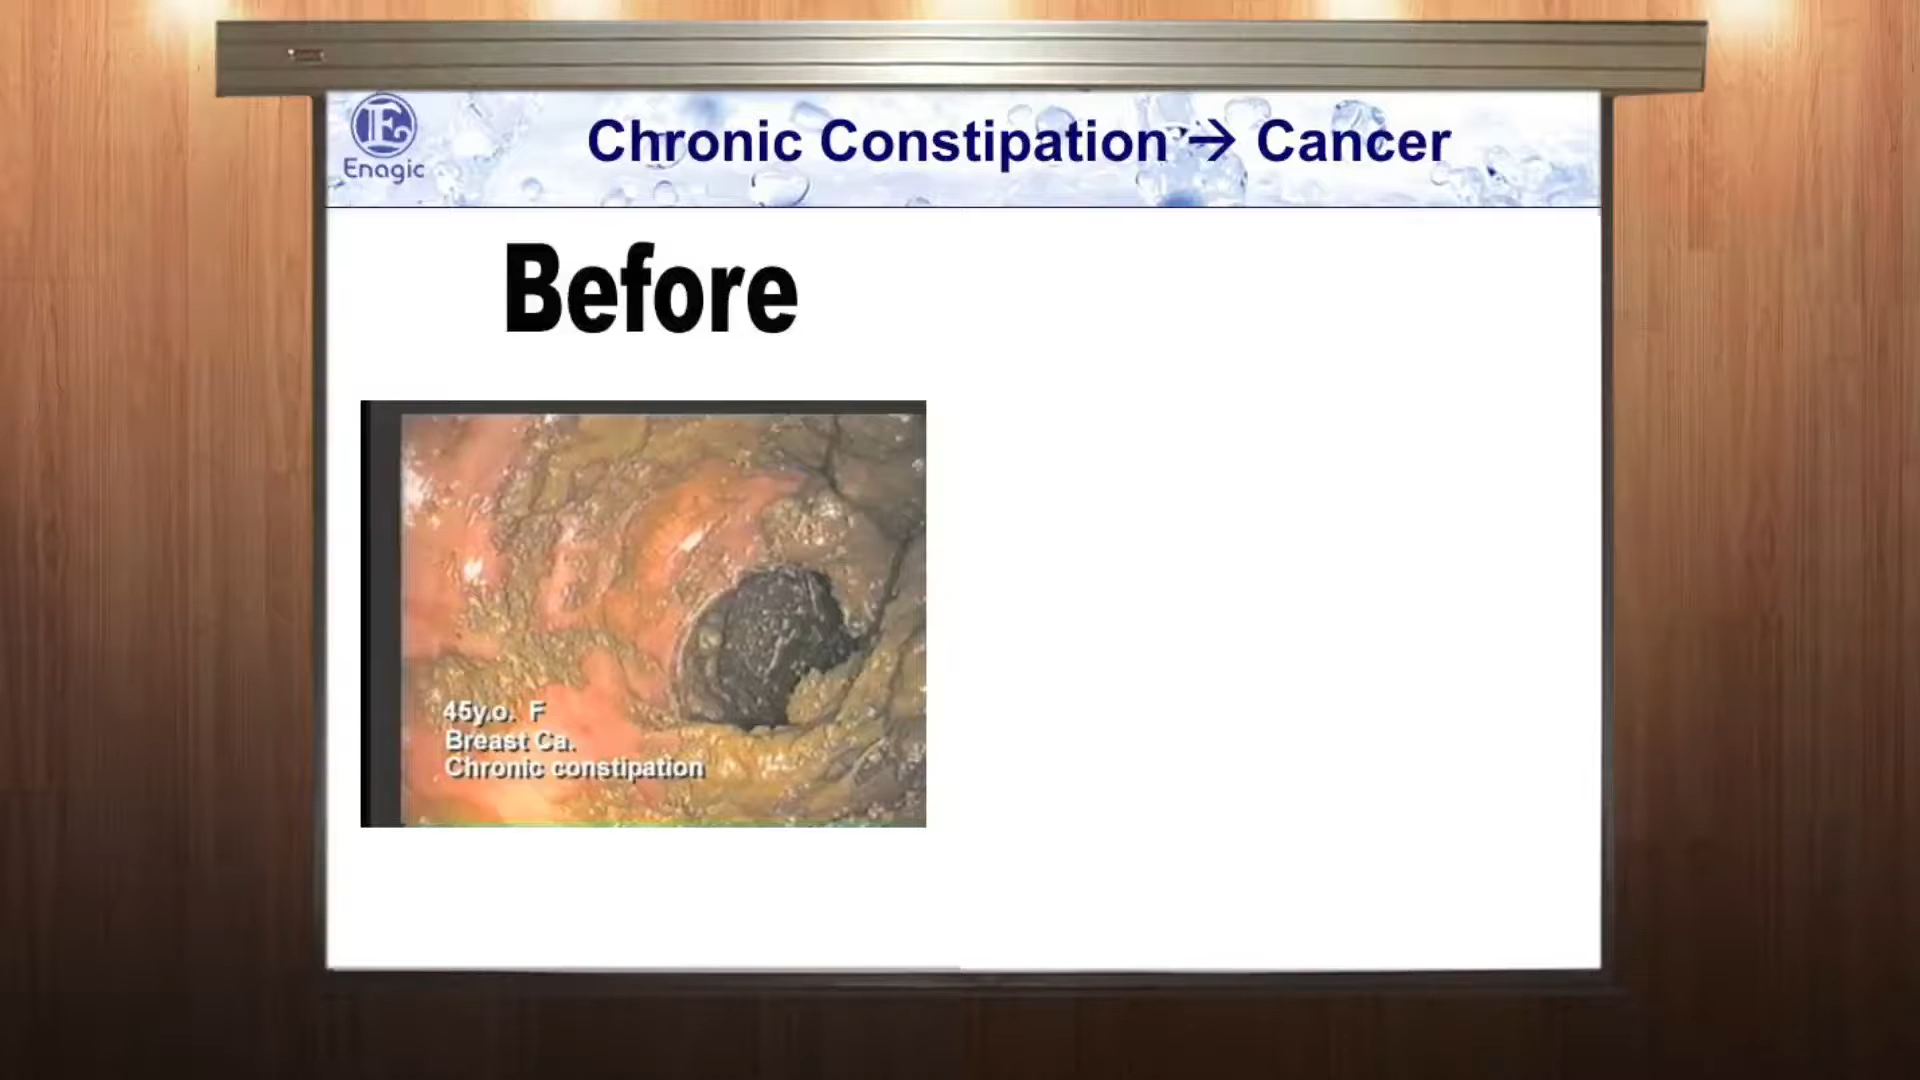 Enagic
Chronic Constipation → Cancer
Before
45y.o. F
Breast Ca.
Chronic constipation